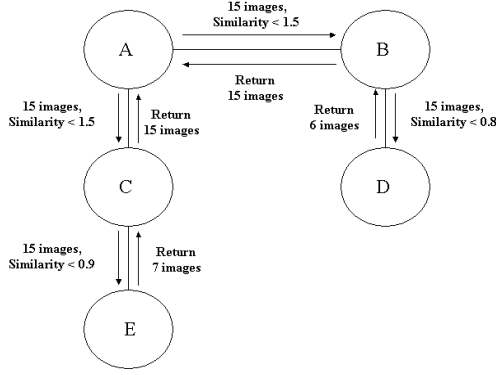 15 images,
Similarity < 1.5
A
B
Return
15 images
15 images,
Similarity < 1.5
Return
15 images
Return
6 images
15 images,
Similarity < 0.8
C
D
15 images,
Similarity < 0.9
Return
7 images
E